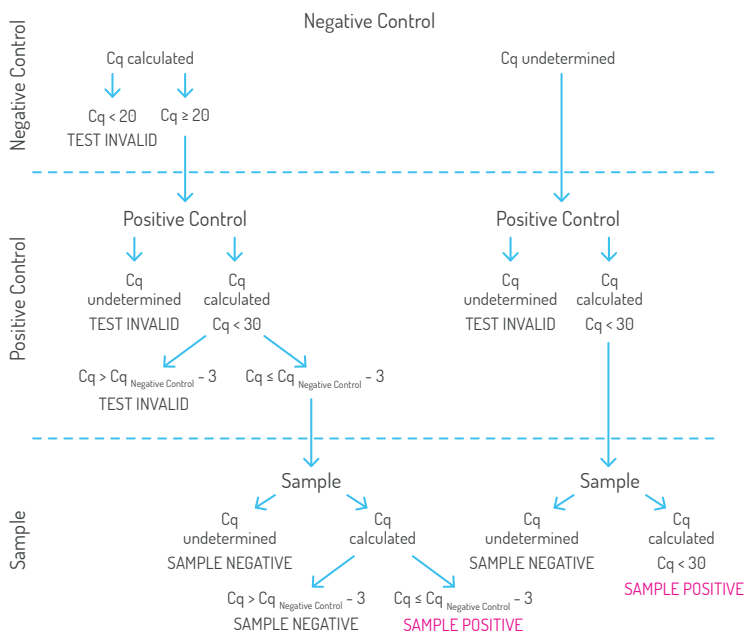 Negative Control
Negative Control
Cq calculated
Cq undetermined
Cq < 20
Cq ≥ 20
TEST INVALID
Positive Control
Positive Control
Positive Control
Cq
undetermined
TEST INVALID
Cq
calculated
Cq < 30
Cq
undetermined
TEST INVALID
Cq
calculated
Cq < 30
Cq > Cq Negative Control - 3
TEST INVALID
Cq ≤ Cq Negative Control - 3
Sample
Sample
Sample
Cq
undetermined
SAMPLE NEGATIVE
Cq
calculated
Cq
undetermined
SAMPLE NEGATIVE
Cq
calculated
Cq < 30
SAMPLE POSITIVE
Cq > Cq Negative Control - 3
SAMPLE NEGATIVE
Cq ≤ Cq Negative Control - 3
SAMPLE POSITIVE